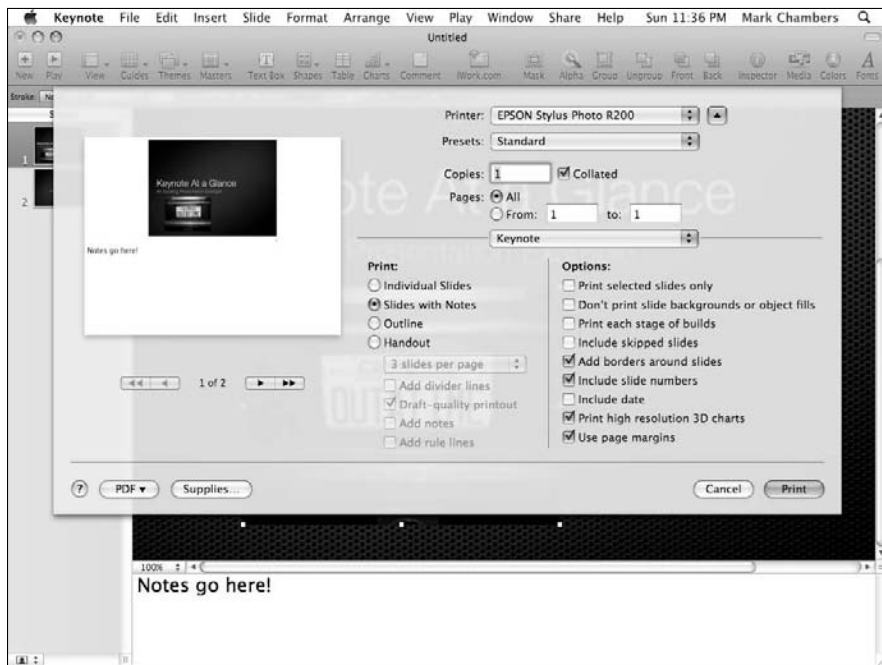 Keynote File Edit Insert Slide Format Arrange View Play Window Share Help Sun 11:36 PM Mark Chambers
Untitled
New Play View Guides Themes Masters Text Box Shapes Table Charts Comment iWork.com Mask Alpha Group Ungroup Front Back Inspector Media Colors Fonts
Stroke:
Printer: EPSON Stylus Photo R200
Presets: Standard
Copies: 1 Collated
Pages: All
From: 1 to: 1
Keynote
1
2
Keynote At a Glance
Notes go here!
1 of 2
Print:
Individual Slides
Slides with Notes
Outline
Handout
3 slides per page
Add divider lines
Draft-quality printout
Add notes
Add rule lines
Options:
Print selected slides only
Don't print slide backgrounds or object fills
Print each stage of builds
Include skipped slides
Add borders around slides
Include slide numbers
Include date
Print high resolution 3D charts
Use page margins
? PDF Supplies... Cancel Print
100%
Notes go here!